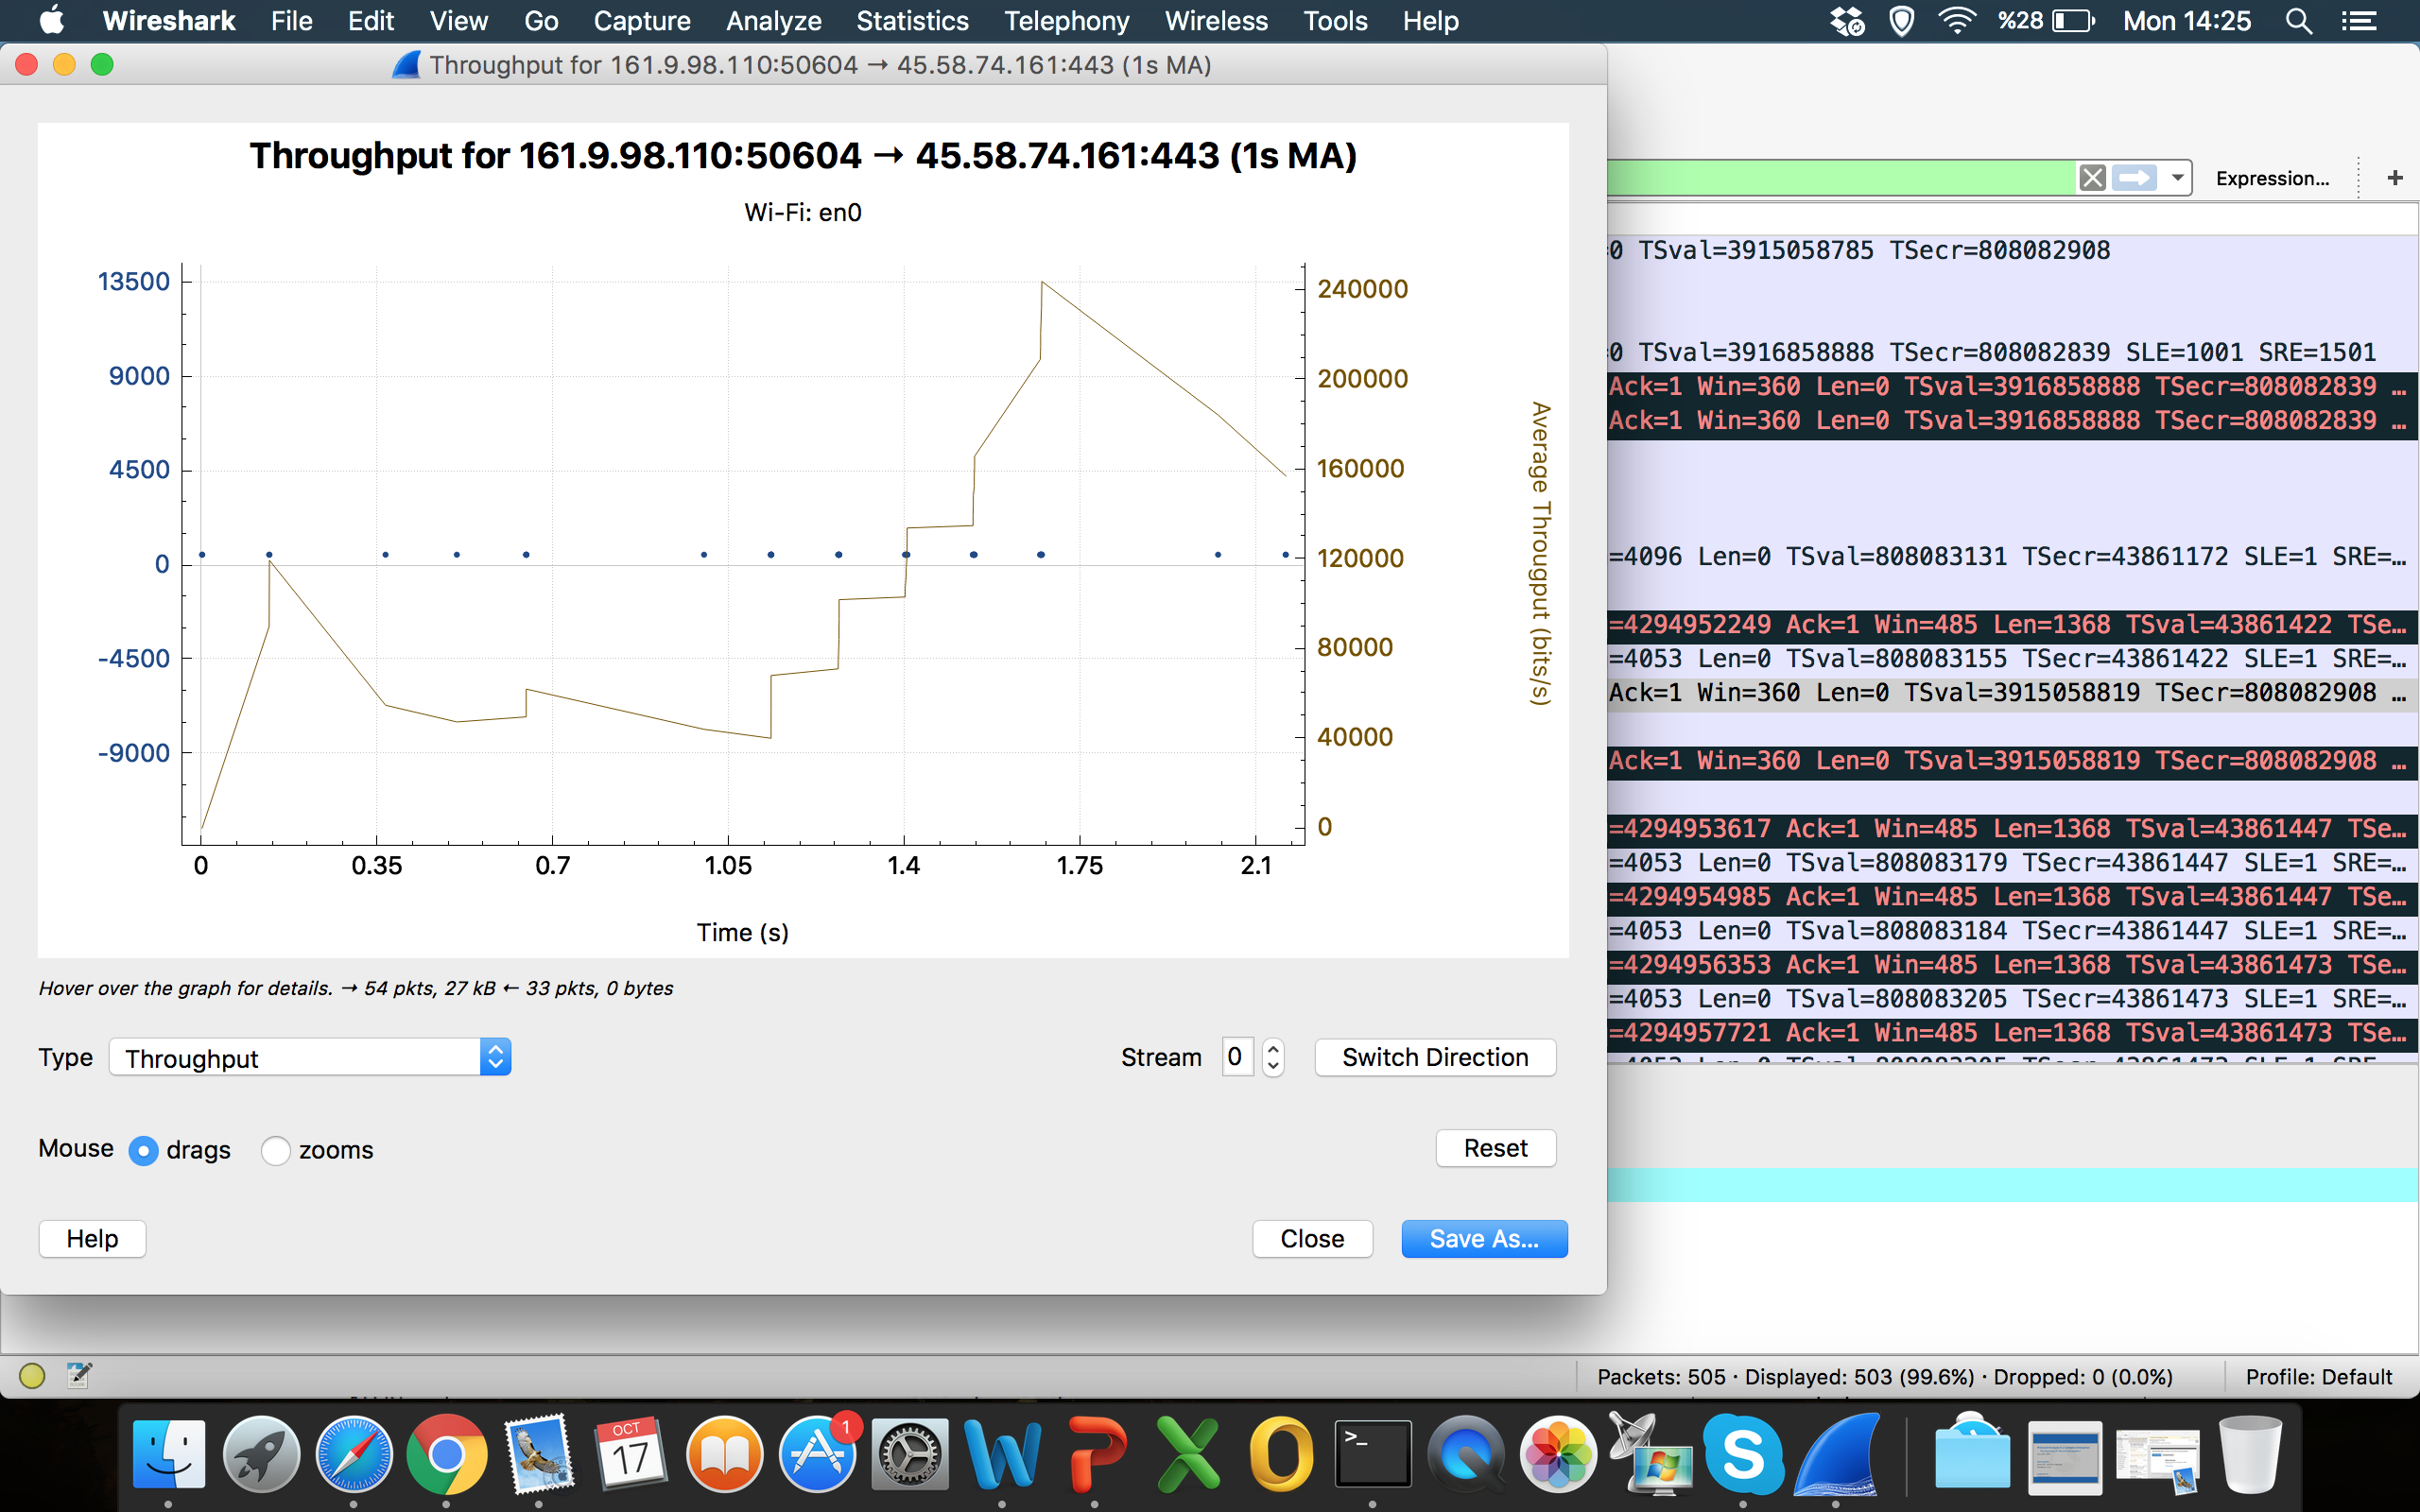 Wireshark File Edit View Go Capture Analyze Statistics Telephony Wireless Tools Help %28 Mon 14:25
Throughput for 161.9.98.110:50604 → 45.58.74.161:443 (1s MA)
Throughput for 161.9.98.110:50604 → 45.58.74.161:443 (1s MA)
Wi-Fi: en0
13500
9000
4500
0
-4500
-9000
240000
200000
160000
120000
80000
40000
0
Average Througput (bits/s)
0 0.35 0.7 1.05 1.4 1.75 2.1
Time (s)
Hover over the graph for details. → 54 pkts, 27 kB ← 33 pkts, 0 bytes
Type Throughput Stream 0 Switch Direction
Mouse drags zooms Reset
Help Close Save As...
Expression... +
0 TSval=3915058785 TSecr=808082908
0 TSval=3916858888 TSecr=808082839 SLE=1001 SRE=1501
Ack=1 Win=360 Len=0 TSval=3916858888 TSecr=808082839 …
Ack=1 Win=360 Len=0 TSval=3916858888 TSecr=808082839 …
=4096 Len=0 TSval=808083131 TSecr=43861172 SLE=1 SRE=…
=4294952249 Ack=1 Win=485 Len=1368 TSval=43861422 TSe…
=4053 Len=0 TSval=808083155 TSecr=43861422 SLE=1 SRE=…
Ack=1 Win=360 Len=0 TSval=3915058819 TSecr=808082908 …
Ack=1 Win=360 Len=0 TSval=3915058819 TSecr=808082908 …
=4294953617 Ack=1 Win=485 Len=1368 TSval=43861447 TSe…
=4053 Len=0 TSval=808083179 TSecr=43861447 SLE=1 SRE=…
=4294954985 Ack=1 Win=485 Len=1368 TSval=43861447 TSe…
=4053 Len=0 TSval=808083184 TSecr=43861447 SLE=1 SRE=…
=4294956353 Ack=1 Win=485 Len=1368 TSval=43861473 TSe…
=4053 Len=0 TSval=808083205 TSecr=43861473 SLE=1 SRE=…
=4294957721 Ack=1 Win=485 Len=1368 TSval=43861473 TSe…
Packets: 505 · Displayed: 503 (99.6%) · Dropped: 0 (0.0%) Profile: Default
OCT
17
1
>_